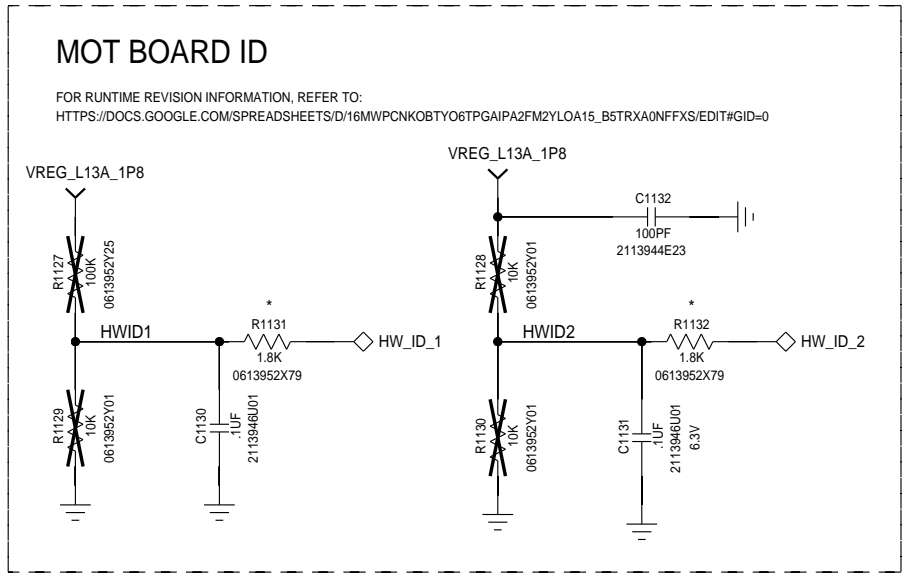 MOT BOARD ID
FOR RUNTIME REVISION INFORMATION, REFER TO:
HTTPS://DOCS.GOOGLE.COM/SPREADSHEETS/D/16MWPCNKOBTYO6TPGAIPA2FM2YLOA15_B5TRXA0NFFXS/EDIT#GID=0
VREG_L13A_1P8
R1127
100K
0613952Y25
HWID1
*
R1131
1.8K
0613952X79
HW_ID_1
R1129
10K
0613952Y01
C1130
.1UF
2113946U01
VREG_L13A_1P8
C1132
100PF
2113944E23
R1128
10K
0613952Y01
HWID2
*
R1132
1.8K
0613952X79
HW_ID_2
R1130
10K
0613952Y01
C1131
.1UF
2113946U01
6.3V